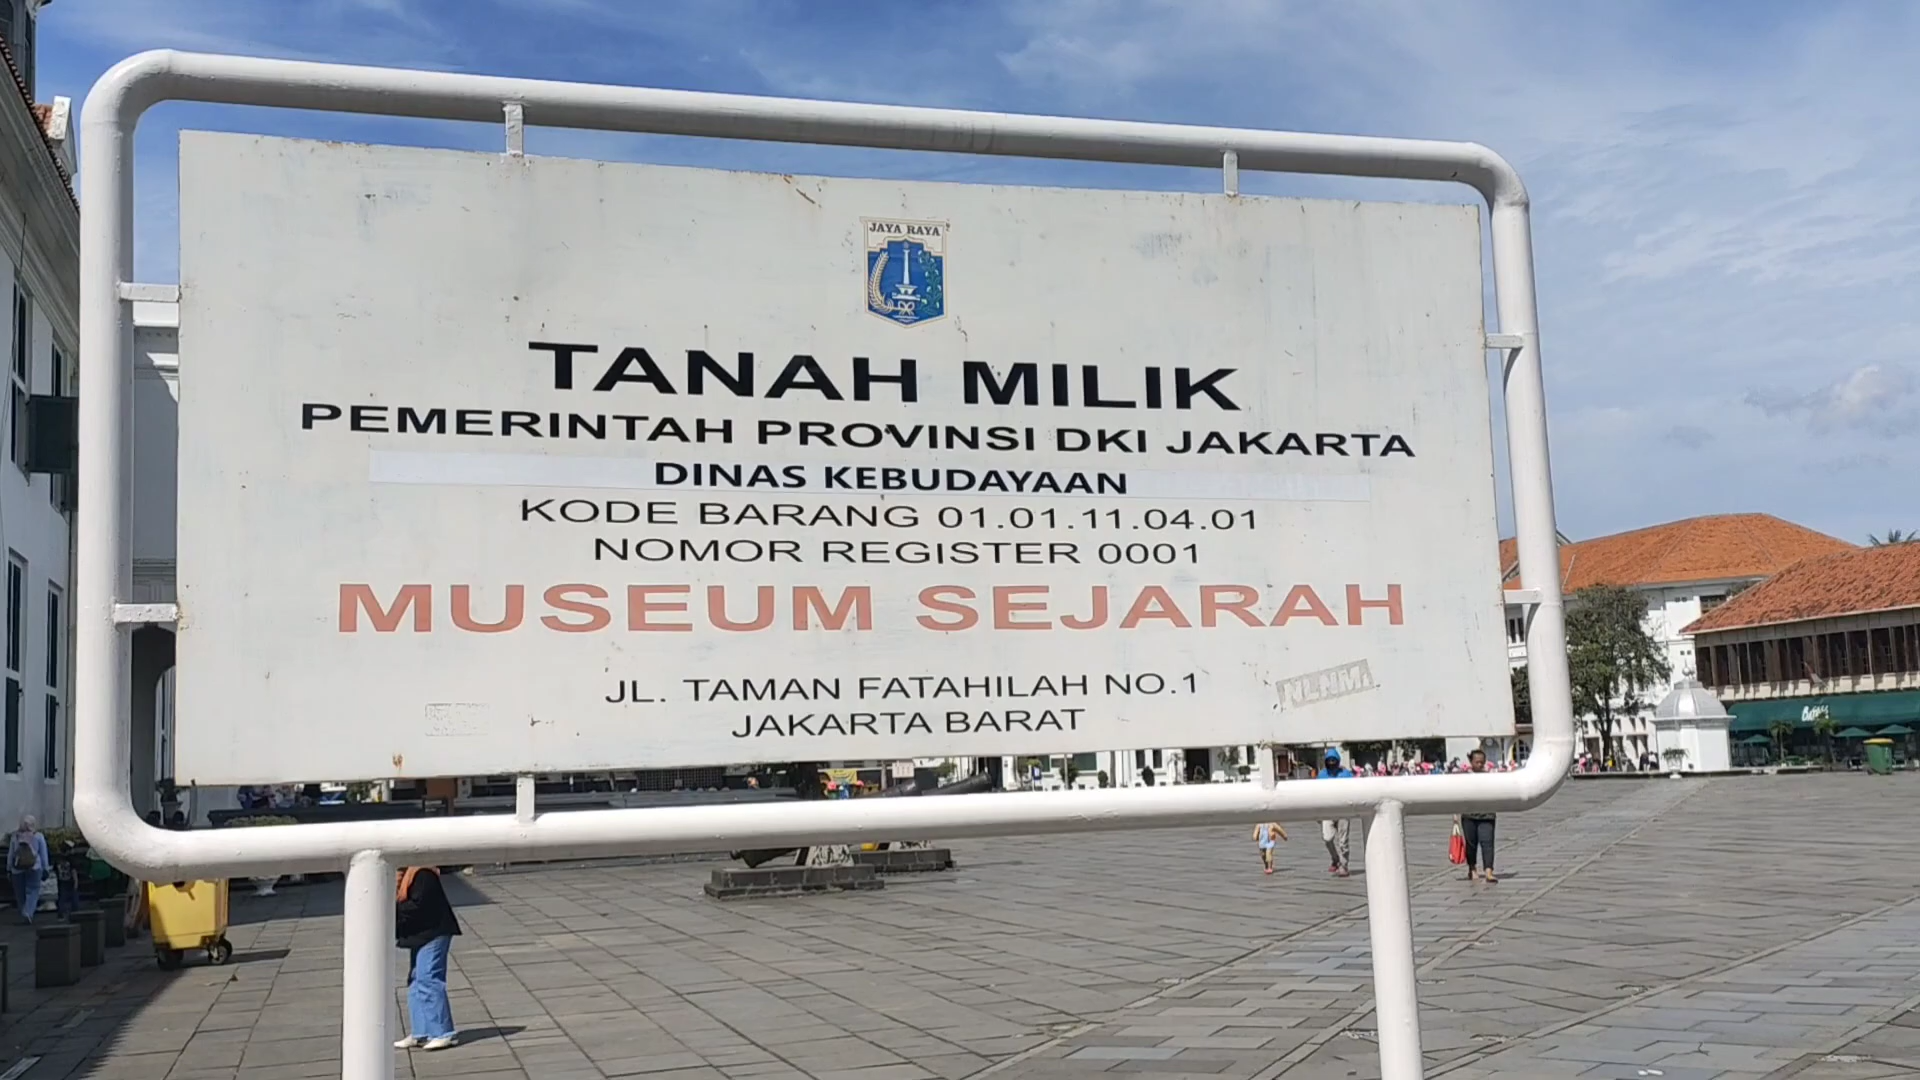 JAYA RAYA
TANAH MILIK
PEMERINTAH PROVINSI DKI JAKARTA
DINAS KEBUDAYAAN
KODE BARANG 01.01.11.04.01
NOMOR REGISTER 0001
MUSEUM SEJARAH
JL. TAMAN FATAHILAH NO.1
JAKARTA BARAT